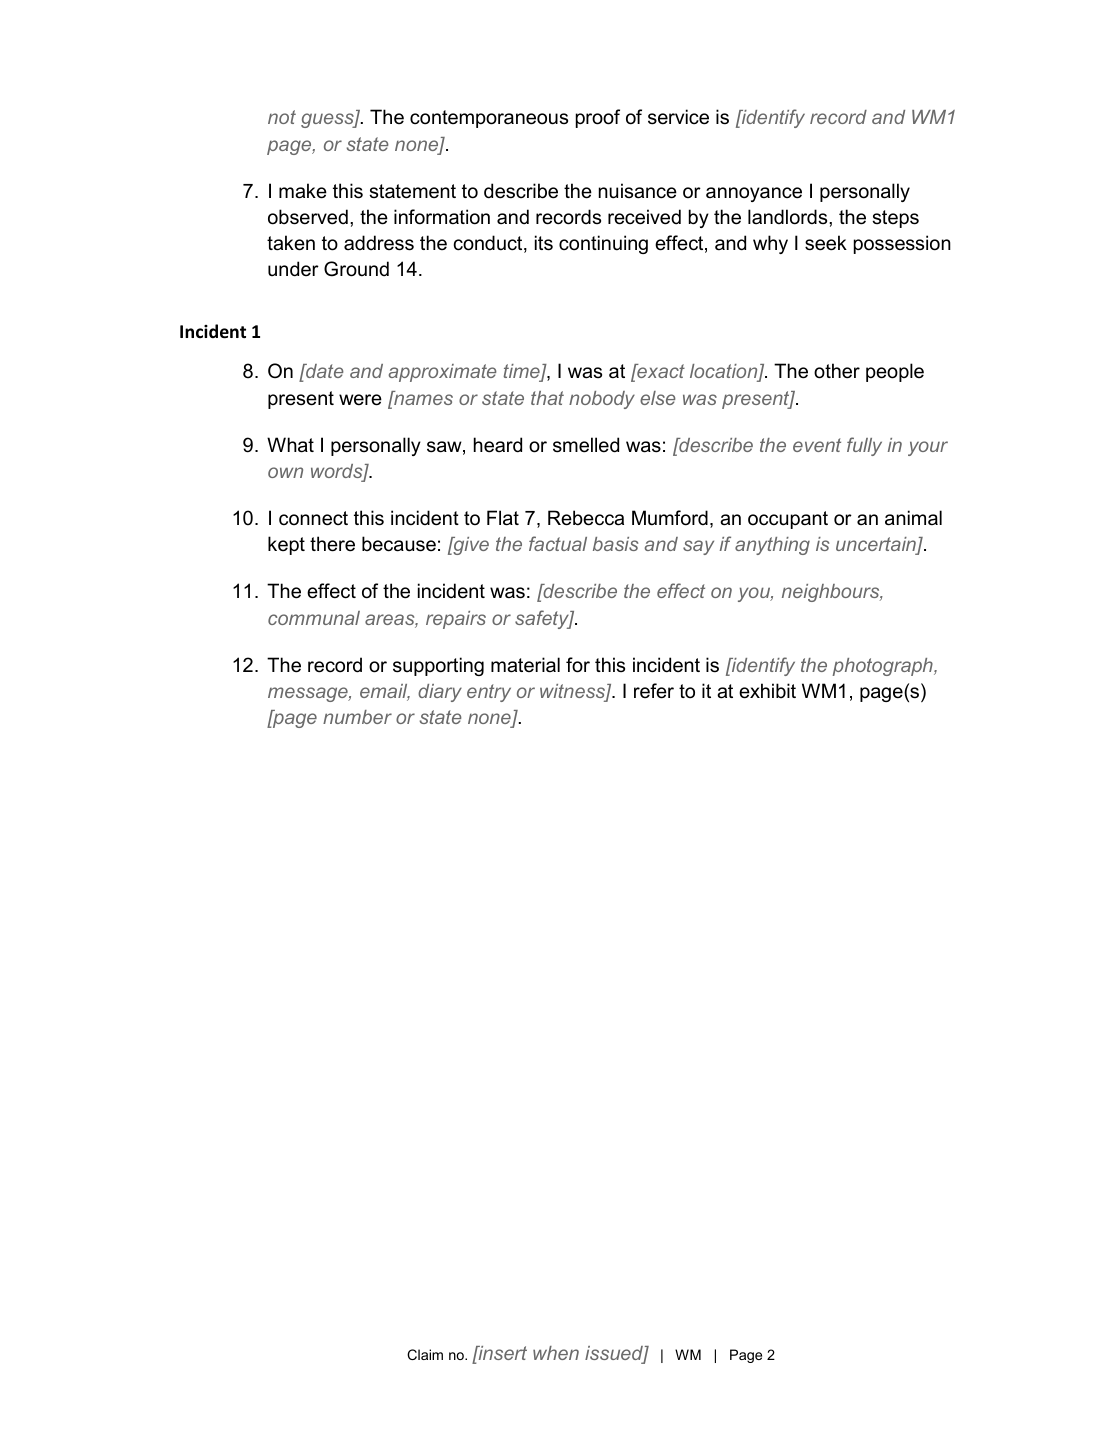 not guess]. The contemporaneous proof of service is [identify record and WM1
page, or state none].
7. I make this statement to describe the nuisance or annoyance I personally
observed, the information and records received by the landlords, the steps
taken to address the conduct, its continuing effect, and why I seek possession
under Ground 14.
Incident 1
8. On [date and approximate time], I was at [exact location]. The other people
present were [names or state that nobody else was present].
9. What I personally saw, heard or smelled was: [describe the event fully in your
own words].
10. I connect this incident to Flat 7, Rebecca Mumford, an occupant or an animal
kept there because: [give the factual basis and say if anything is uncertain].
11. The effect of the incident was: [describe the effect on you, neighbours,
communal areas, repairs or safety].
12. The record or supporting material for this incident is [identify the photograph,
message, email, diary entry or witness]. I refer to it at exhibit WM1, page(s)
[page number or state none].
Claim no. [insert when issued] | WM | Page 2